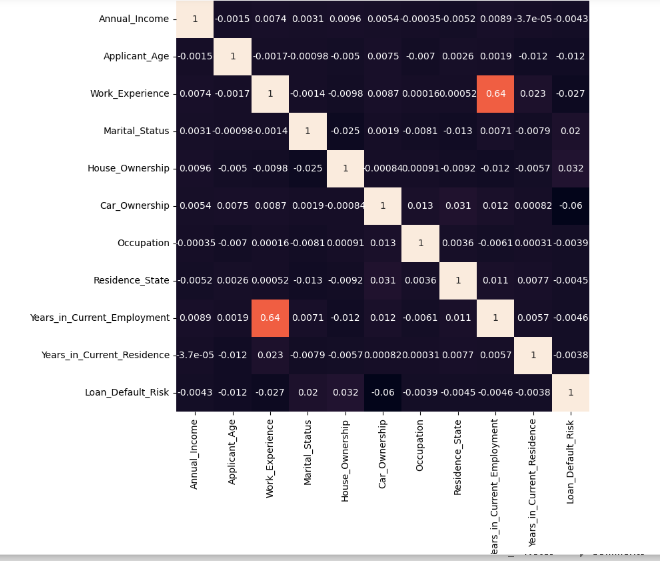 Annual_Income 1 -0.0015 0.0074 0.0031 0.0096 0.0054 -0.00035 -0.0052 0.0089 -3.7e-05 -0.0043
Applicant_Age -0.0015 1 -0.0017 -0.00098 -0.005 0.0075 -0.007 0.0026 0.0019 -0.012 -0.012
Work_Experience 0.0074 -0.0017 1 -0.0014 -0.0098 0.0087 0.00016 0.00052 0.64 0.023 -0.027
Marital_Status 0.0031 -0.00098 -0.0014 1 -0.025 0.0019 -0.0081 -0.013 0.0071 -0.0079 0.02
House_Ownership 0.0096 -0.005 -0.0098 -0.025 1 -0.00084 0.00091 -0.0092 -0.012 -0.0057 0.032
Car_Ownership 0.0054 0.0075 0.0087 0.0019 -0.00084 1 0.013 0.031 0.012 0.00082 -0.06
Occupation -0.00035 -0.007 0.00016 -0.0081 0.00091 0.013 1 0.0036 -0.0061 0.00031 -0.0039
Residence_State -0.0052 0.0026 0.00052 -0.013 -0.0092 0.031 0.0036 1 0.011 0.0077 -0.0045
Years_in_Current_Employment 0.0089 0.0019 0.64 0.0071 -0.012 0.012 -0.0061 0.011 1 0.0057 -0.0046
Years_in_Current_Residence -3.7e-05 -0.012 0.023 -0.0079 -0.0057 0.00082 0.00031 0.0077 0.0057 1 -0.0038
Loan_Default_Risk -0.0043 -0.012 -0.027 0.02 0.032 -0.06 -0.0039 -0.0045 -0.0046 -0.0038 1
Annual_Income
Applicant_Age
Work_Experience
Marital_Status
House_Ownership
Car_Ownership
Occupation
Residence_State
ears_in_Current_Employment
Years_in_Current_Residence
Loan_Default_Risk